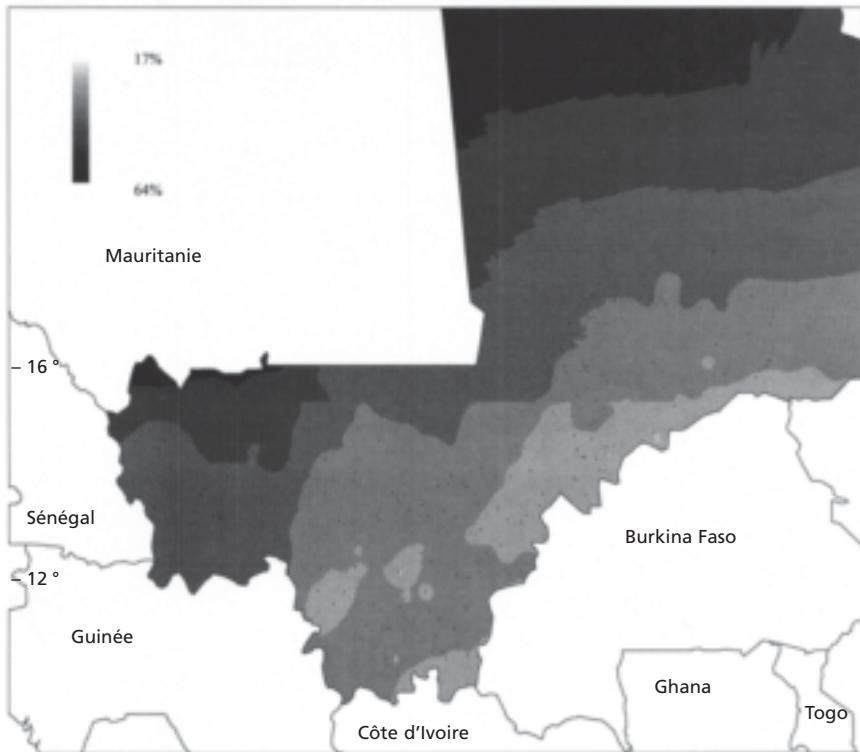 17%
64%
Mauritanie
– 16 °
Sénégal
Burkina Faso
– 12 °
Guinée
Ghana
Togo
Côte d'Ivoire